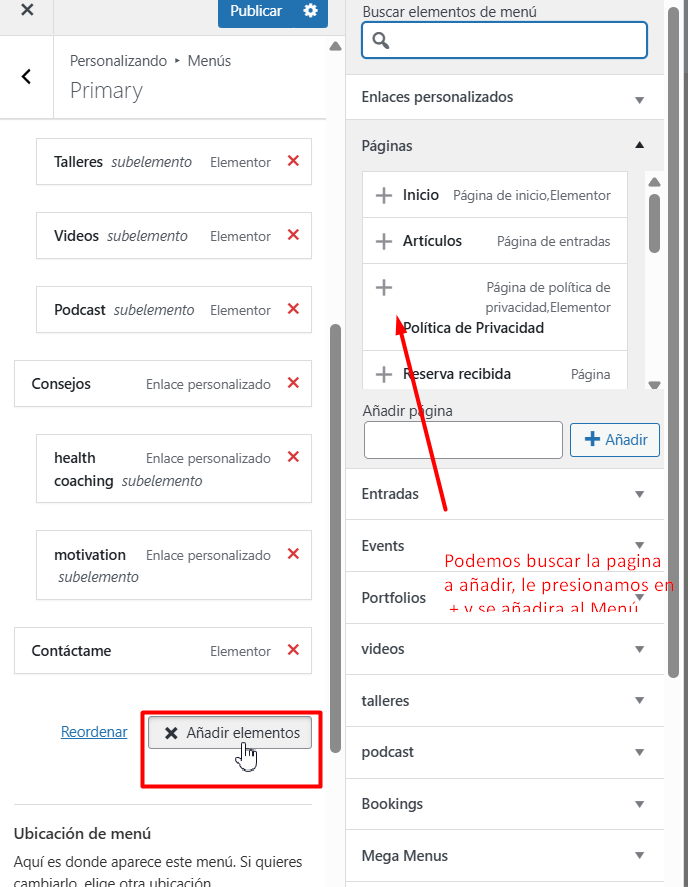 Publicar
Personalizando ▸ Menús
Primary
Talleres subelemento Elementor
Videos subelemento Elementor
Podcast subelemento Elementor
Consejos Enlace personalizado
health Enlace personalizado
coaching subelemento
motivation Enlace personalizado
subelemento
Contáctame Elementor
Reordenar Añadir elementos
Ubicación de menú
Aquí es donde aparece este menú. Si quieres
cambiarlo, elige otra ubicación
Buscar elementos de menú
Enlaces personalizados
Páginas
Inicio Página de inicio,Elementor
Artículos Página de entradas
Página de política de
privacidad,Elementor
Política de Privacidad
Reserva recibida Página
Añadir página
Añadir
Entradas
Events
Portfolios
Podemos buscar la pagina
a añadir, le presionamos en
+ y se añadira al Menú
videos
talleres
podcast
Bookings
Mega Menus